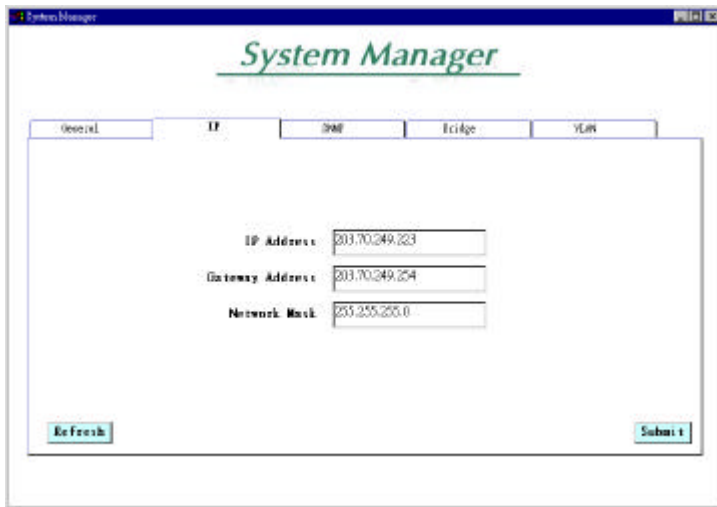 System Manager
System Manager
General IP SNMP Bridge VLAN
IP Address 203.70.249.223
Gateway Address 203.70.249.254
Network Mask 255.255.255.0
Refresh Submit